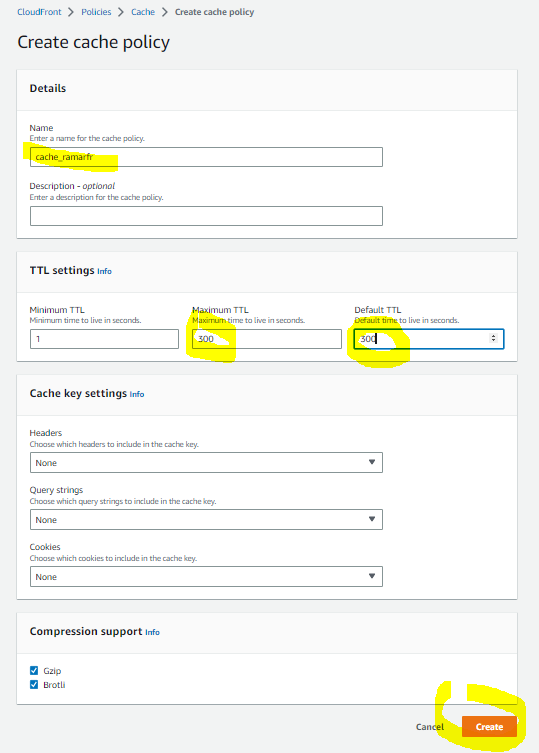 CloudFront > Policies > Cache > Create cache policy
Create cache policy
Details
Name
Enter a name for the cache policy.
cache_ramarfr
Description - optional
Enter a description for the cache policy.
TTL settings Info
Minimum TTL Maximum TTL Default TTL
Minimum time to live in seconds. Maximum time to live in seconds. Default time to live in seconds.
1 300 300
Cache key settings Info
Headers
Choose which headers to include in the cache key.
None
Query strings
Choose which query strings to include in the cache key.
None
Cookies
Choose which cookies to include in the cache key.
None
Compression support Info
Gzip
Brotli
Cancel Create